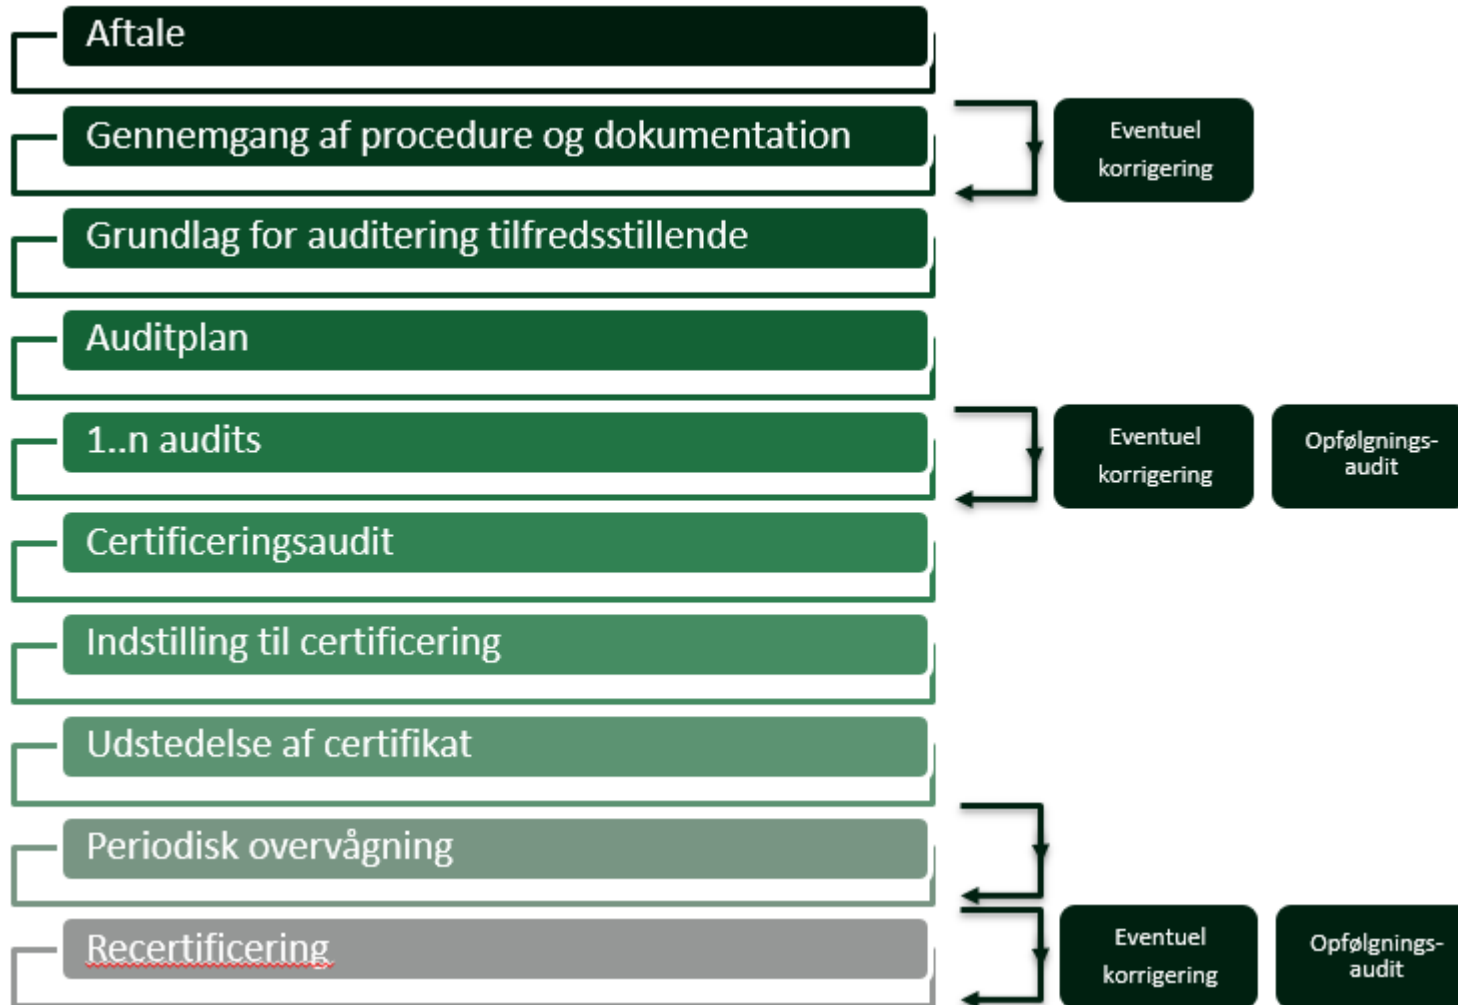 Aftale
Gennemgang af procedure og dokumentation
Eventuel
korrigering
Grundlag for auditering tilfredsstillende
Auditplan
1..n audits
Eventuel
korrigering
Opfølgnings-
audit
Certificeringsaudit
Indstilling til certificering
Udstedelse af certifikat
Periodisk overvågning
Recertificering
Eventuel
korrigering
Opfølgnings-
audit